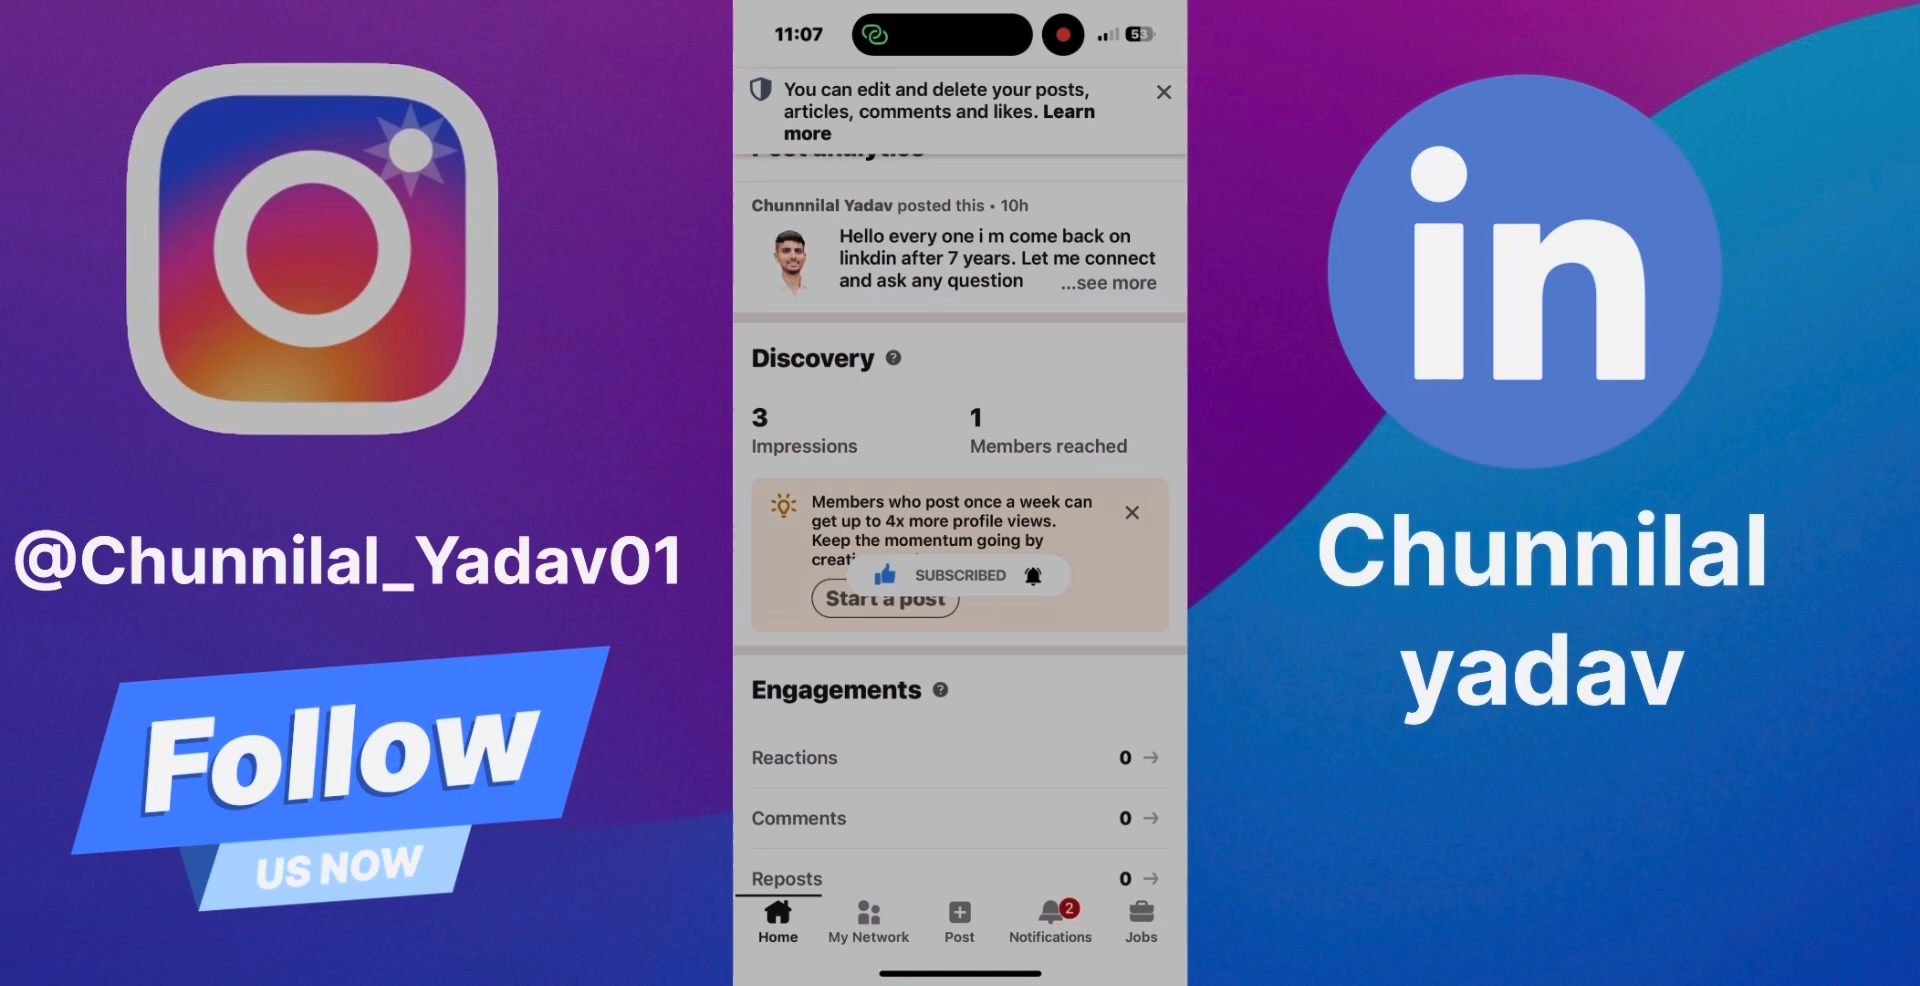 @Chunnilal_Yadav01
Follow
US NOW
11:07
53
You can edit and delete your posts,
articles, comments and likes. Learn
more
Post analytics
Chunnnilal Yadav posted this • 10h
Hello every one i m come back on
linkdin after 7 years. Let me connect
and ask any question ...see more
Discovery
3
Impressions
1
Members reached
Members who post once a week can
get up to 4x more profile views.
Keep the momentum going by
SUBSCRIBED
Start a post
Engagements
Reactions 0
Comments 0
Reposts 0
Home
My Network
Post
Notifications 2
Jobs
in
Chunnilal
yadav